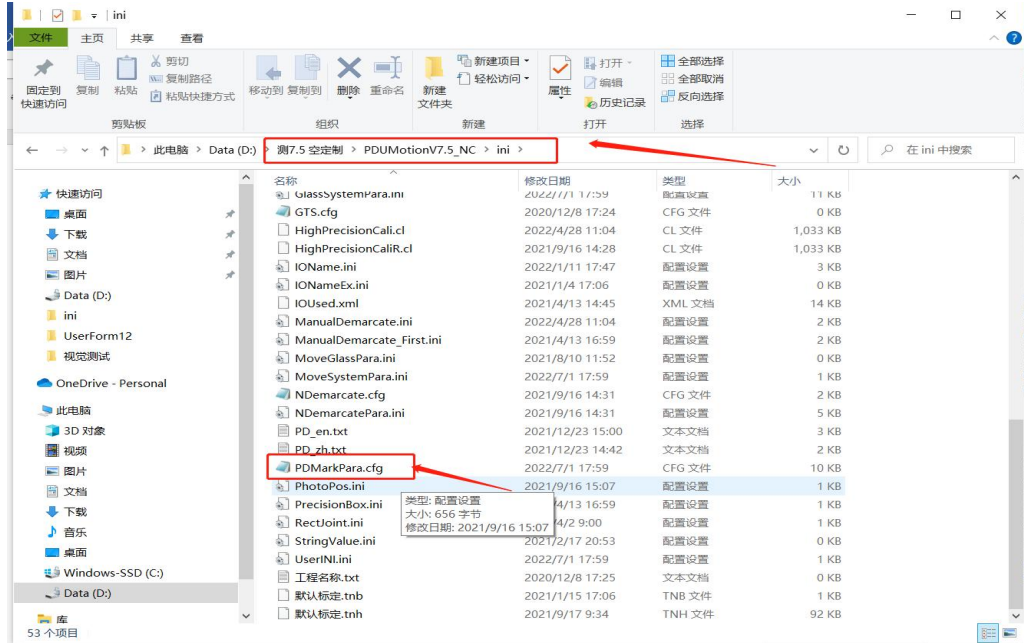 ini
文件 主页 共享 查看
固定到
快速访问
复制
粘贴
剪切
复制路径
粘贴快捷方式
剪贴板
移动到 复制到 删除 重命名
组织
新建
文件夹
新建项目
轻松访问
新建
属性
打开
编辑
历史记录
打开
全部选择
全部取消
反向选择
选择
此电脑 > Data (D:) > 测7.5 空定制 > PDUMotionV7.5_NC > ini >
在 ini 中搜索
快速访问
桌面
下载
文档
图片
Data (D:)
ini
UserForm12
视觉测试
OneDrive - Personal
此电脑
3D 对象
视频
图片
文档
下载
音乐
桌面
Windows-SSD (C:)
Data (D:)
库
名称 修改日期 类型 大小
GlassSystemPara.ini 2022/7/1 17:59 配置设置 11 KB
GTS.cfg 2020/12/8 17:24 CFG 文件 0 KB
HighPrecisionCali.cl 2022/4/28 11:04 CL 文件 1,033 KB
HighPrecisionCaliR.cl 2021/9/16 14:28 CL 文件 1,033 KB
IOName.ini 2022/1/11 17:47 配置设置 3 KB
IONameEx.ini 2021/1/4 17:06 配置设置 0 KB
IOUsed.xml 2021/4/13 14:45 XML 文档 14 KB
ManualDemarcate.ini 2022/4/28 11:04 配置设置 2 KB
ManualDemarcate_First.ini 2021/4/13 16:59 配置设置 2 KB
MoveGlassPara.ini 2021/8/10 11:52 配置设置 0 KB
MoveSystemPara.ini 2022/7/1 17:59 配置设置 1 KB
NDemarcate.cfg 2021/9/16 14:31 CFG 文件 2 KB
NDemarcatePara.ini 2021/9/16 14:31 配置设置 5 KB
PD_en.txt 2021/12/23 15:00 文本文档 3 KB
PD_zh.txt 2021/12/23 14:42 文本文档 2 KB
PDMarkPara.cfg 2022/7/1 17:59 CFG 文件 10 KB
PhotoPos.ini 2021/9/16 15:07 配置设置 1 KB
PrecisionBox.ini /4/13 16:59 配置设置 1 KB
RectJoint.ini /4/2 9:00 配置设置 1 KB
StringValue.ini 2021/2/17 20:53 配置设置 0 KB
UserINI.ini 2022/7/1 17:59 配置设置 1 KB
工程名称.txt 2020/12/8 17:25 文本文档 0 KB
默认标定.tnb 2021/1/15 17:06 TNB 文件 1 KB
默认标定.tnh 2021/9/17 9:34 TNH 文件 92 KB
类型: 配置设置
大小: 656 字节
修改日期: 2021/9/16 15:07
53 个项目